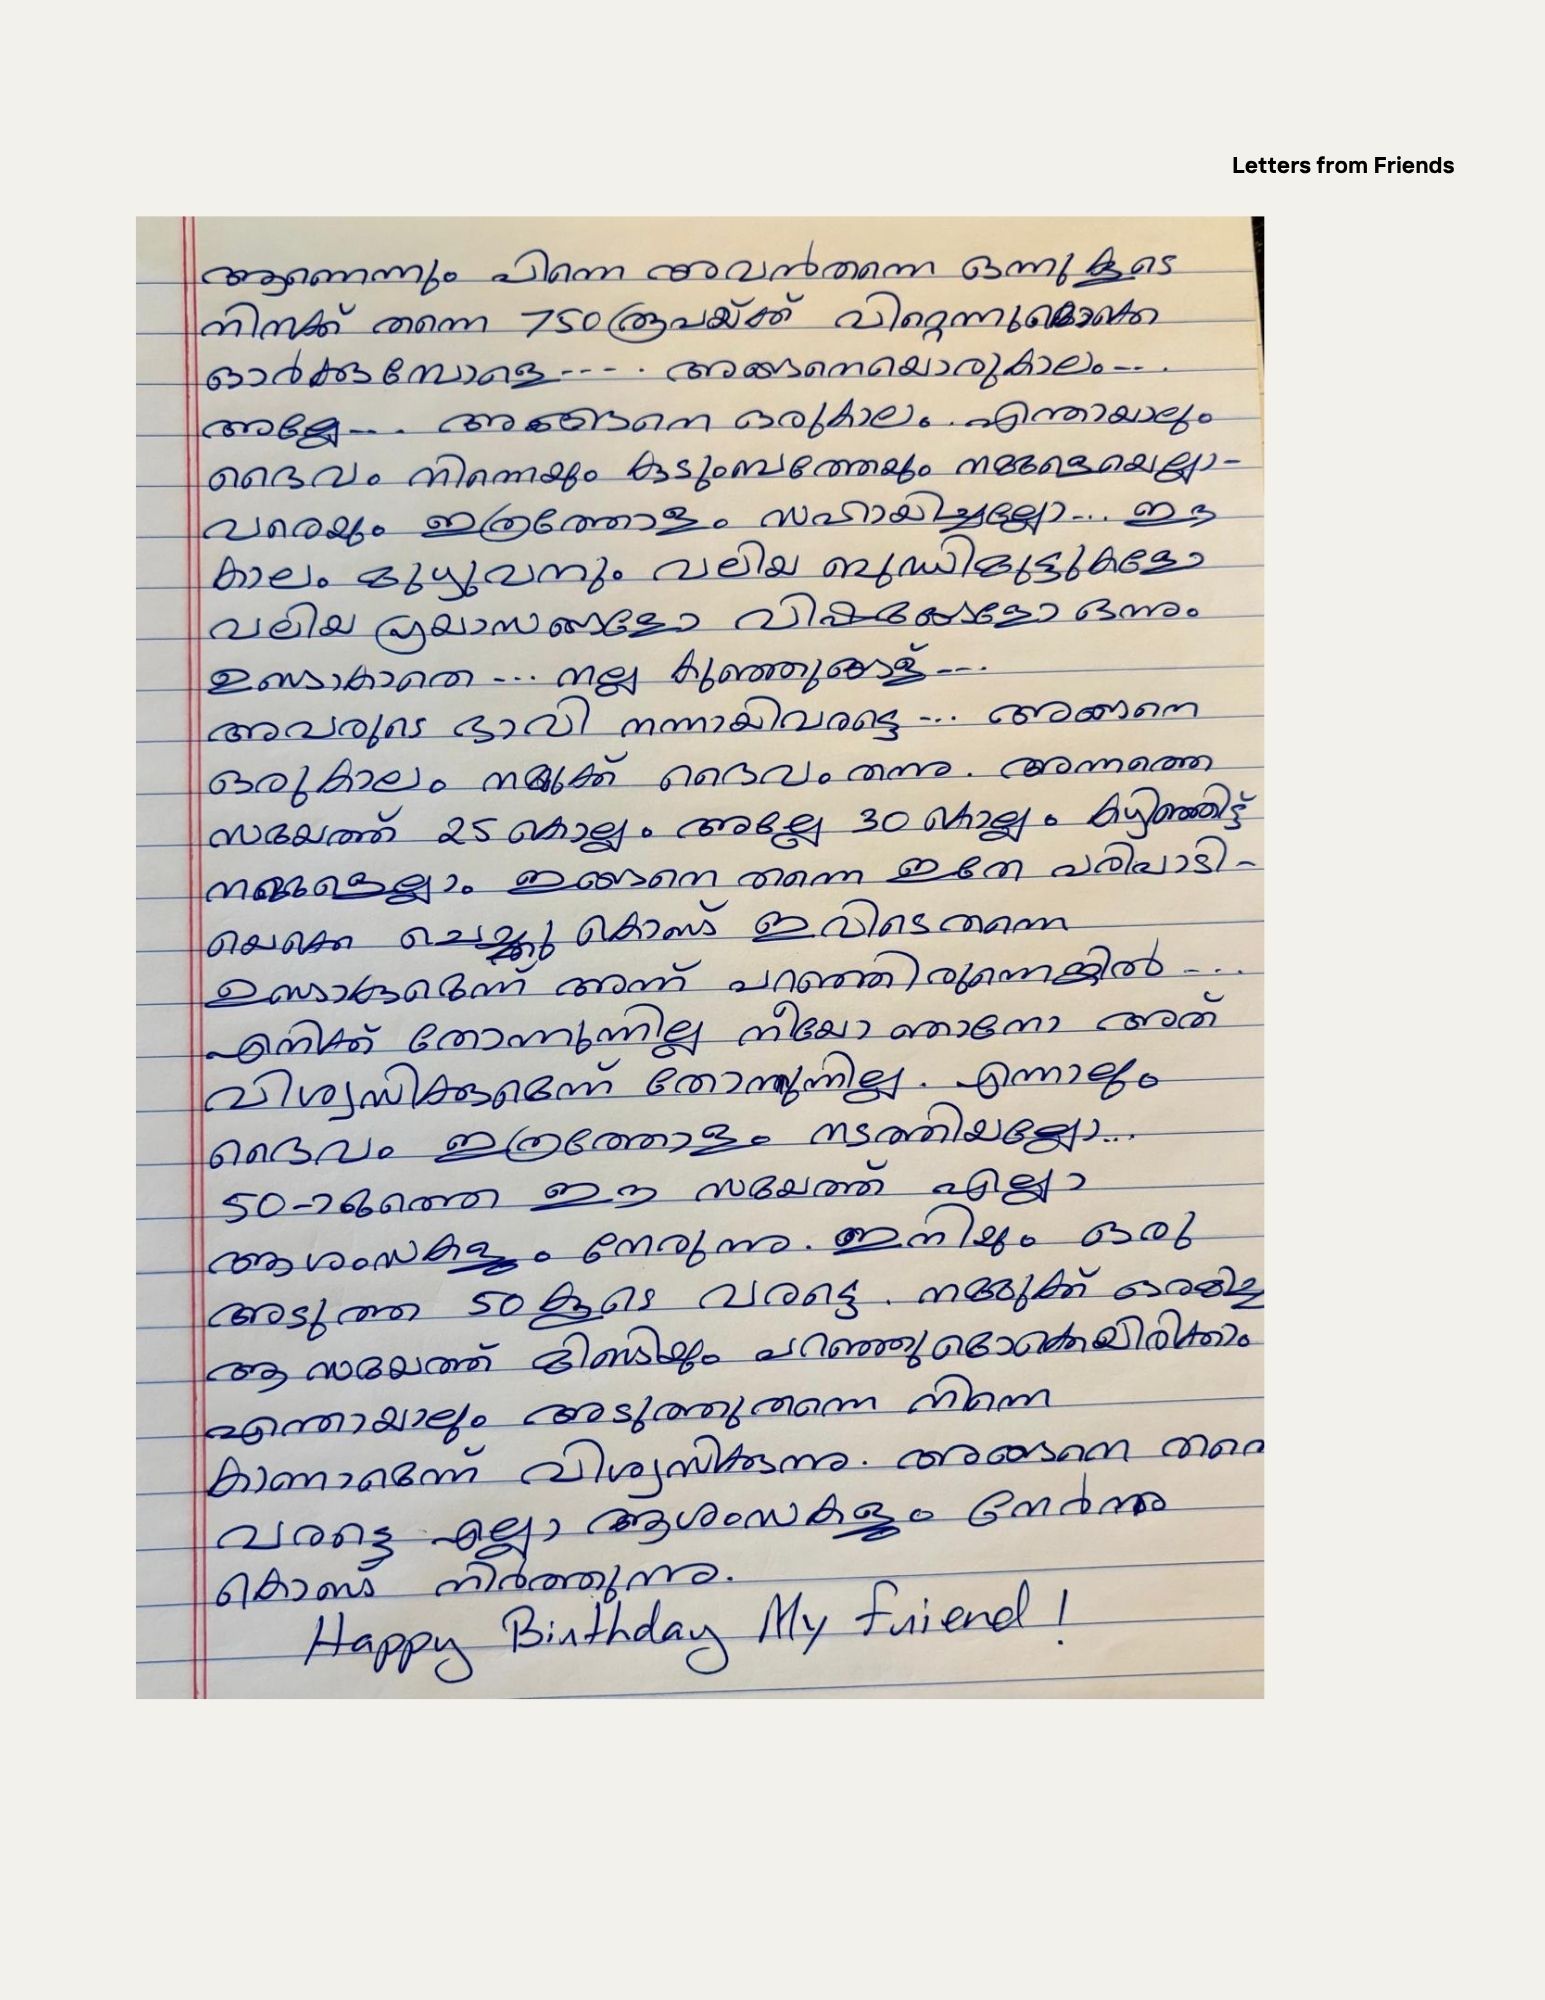 Letters from Friends
ആണെന്നും പിന്നെ അവൻതന്നെ ഒന്നുകൂടെ
നിനക്ക് തന്നെ 750 രൂപയ്ക്ക് വിറ്റെന്നുമൊക്കെ
ഓർക്കുമ്പോളെ---- അങ്ങനെയൊരുകാലം---.
അല്ലേ--. അങ്ങനെ ഒരുകാലം. എന്തായാലും
ദൈവം നിന്നെയും കുടുംബത്തേയും നമ്മളെയെല്ലാ-
വരെയും ഇത്രത്തോളം സഹായിച്ചല്ലോ... ഈ
കാലം മുഴുവനും വലിയ ബുദ്ധിമുട്ടുകളോ
വലിയ പ്രയാസങ്ങളോ വിഷമങ്ങളോ ഒന്നും
ഉണ്ടാകാതെ --- നല്ല കുഞ്ഞുങ്ങള് ---.
അവരുടെ ഭാവി നന്നായിവരട്ടെ --. അങ്ങനെ
ഒരുകാലം നമുക്ക് ദൈവം തന്നു. അന്നത്തെ
സമയത്ത് 25 കൊല്ലം അല്ലേ 30 കൊല്ലം കഴിഞ്ഞിട്ട്
നമ്മളെല്ലാം ഇങ്ങനെ തന്നെ ഇതേ പരിപാടി-
യൊക്കെ ചെയ്തു കൊണ്ട് ഇവിടെ തന്നെ
ഉണ്ടാകുമെന്ന് അന്ന് പറഞ്ഞിരുന്നെങ്കിൽ ---.
എനിക്ക് തോന്നുന്നില്ല നീയോ ഞാനോ അത്
വിശ്വസിക്കുമെന്ന് തോന്നുന്നില്ല. എന്നാലും
ദൈവം ഇത്രത്തോളം നടത്തിയല്ലോ...
50-ാമത്തെ ഈ സമയത്ത് എല്ലാ
ആശംസകളും നേരുന്നു. ഇനിയും ഒരു
അടുത്ത 50 കൂടെ വരട്ടെ. നമ്മുക്ക്
ആ സമയത്ത് മിണ്ടിയും പറഞ്ഞുമൊക്കെയിരിക്കാം
എന്തായാലും അടുത്തുതന്നെ നിന്നെ
കാണാമെന്ന് വിശ്വസിക്കുന്നു. അങ്ങനെ തന്നെ
വരട്ടെ എല്ലാ ആശംസകളും നേർന്നു
കൊണ്ട് നിർത്തുന്നു.
Happy Birthday My Friend!